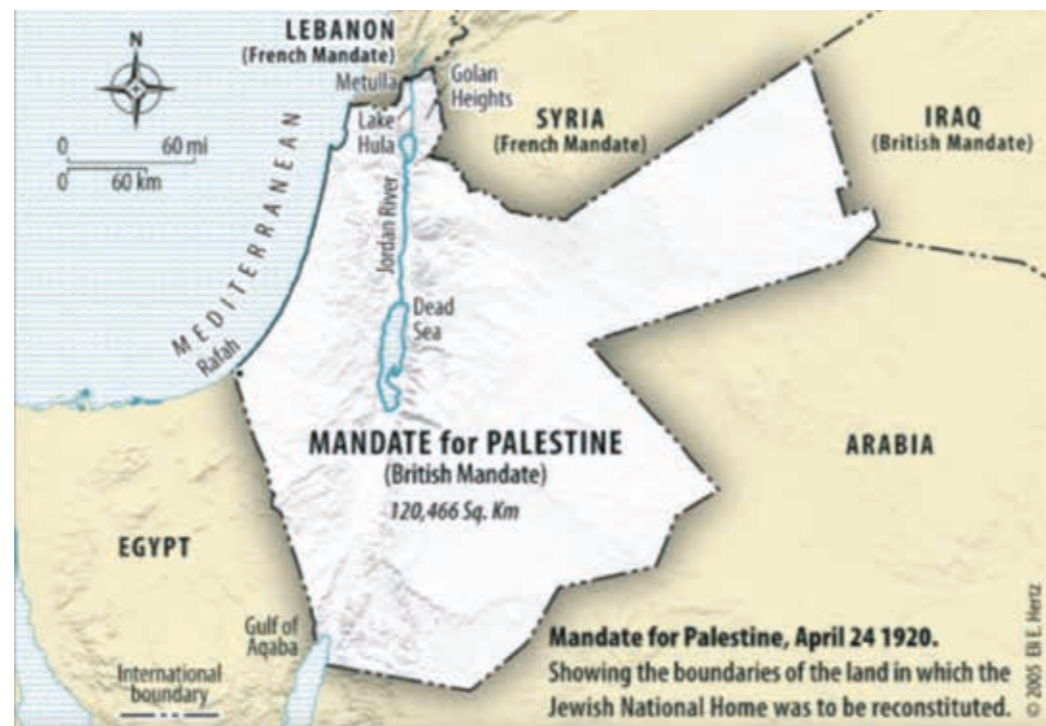 LEBANON
(French Mandate)
N
Metulla
Golan
Heights
Lake
Hula
SYRIA
(French Mandate)
IRAQ
(British Mandate)
0 60 mi
0 60 km
MEDITERRANEAN
Jordan River
Dead
Sea
Rafah
MANDATE for PALESTINE
(British Mandate)
120,466 Sq. Km
ARABIA
EGYPT
Gulf of
Aqaba
International
boundary
Mandate for Palestine, April 24 1920.
Showing the boundaries of the land in which the
Jewish National Home was to be reconstituted.
© 2005 Eli E. Hertz